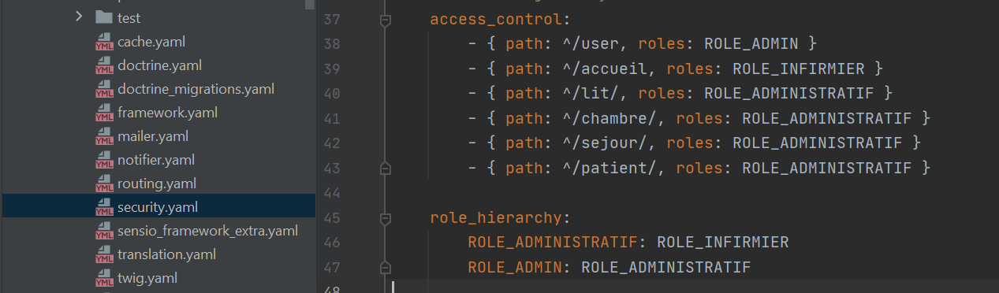 test
cache.yaml
doctrine.yaml
doctrine_migrations.yaml
framework.yaml
mailer.yaml
notifier.yaml
routing.yaml
security.yaml
sensio_framework_extra.yaml
translation.yaml
twig.yaml
37 access_control:
38 - { path: ^/user, roles: ROLE_ADMIN }
39 - { path: ^/accueil, roles: ROLE_INFIRMIER }
40 - { path: ^/lit/, roles: ROLE_ADMINISTRATIF }
41 - { path: ^/chambre/, roles: ROLE_ADMINISTRATIF }
42 - { path: ^/sejour/, roles: ROLE_ADMINISTRATIF }
43 - { path: ^/patient/, roles: ROLE_ADMINISTRATIF }
44
45 role_hierarchy:
46 ROLE_ADMINISTRATIF: ROLE_INFIRMIER
47 ROLE_ADMIN: ROLE_ADMINISTRATIF
48